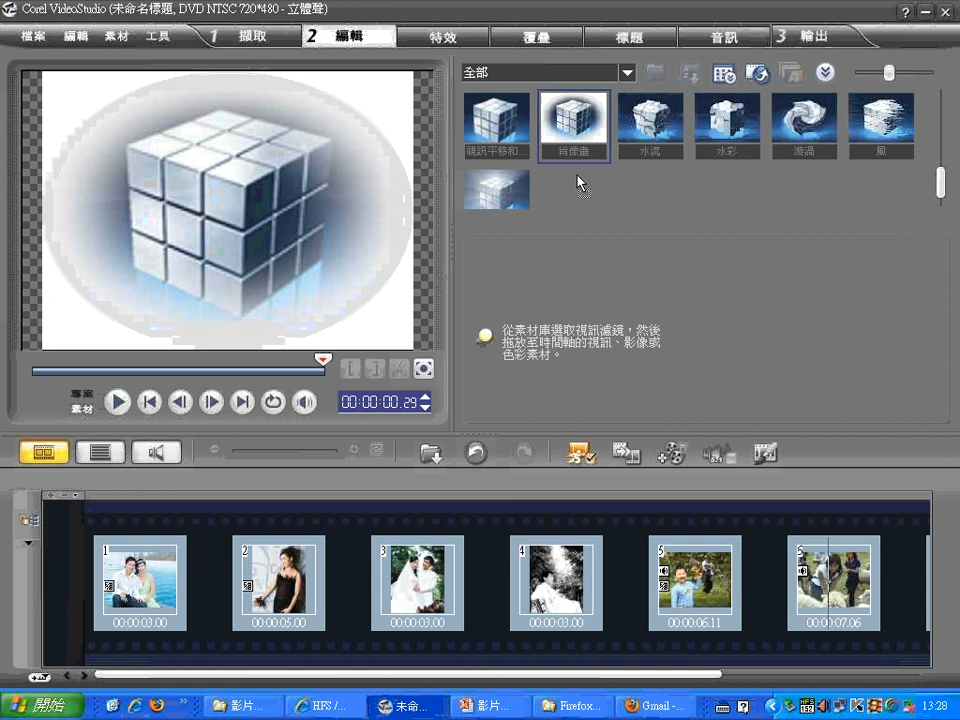 Corel VideoStudio (未命名標題, DVD NTSC 720*480 - 立體聲)
檔案 編輯 素材 工具 1 擷取 2 編輯 特效 覆疊 標題 音訊 3 輸出
全部
視訊平移和... 肖像畫 水流 水彩 漩渦 風
從素材庫選取視訊濾鏡，然後
拖放至時間軸的視訊、影像或
色彩素材。
專案
素材
00:00:00.29
1 2 3 4 5 6
00:00:03.00 00:00:05.00 00:00:03.00 00:00:03.00 00:00:06.11 00:00:07.06
開始 影片... HFS /... 未命... 影片... Firefox... Gmail -... 13:28